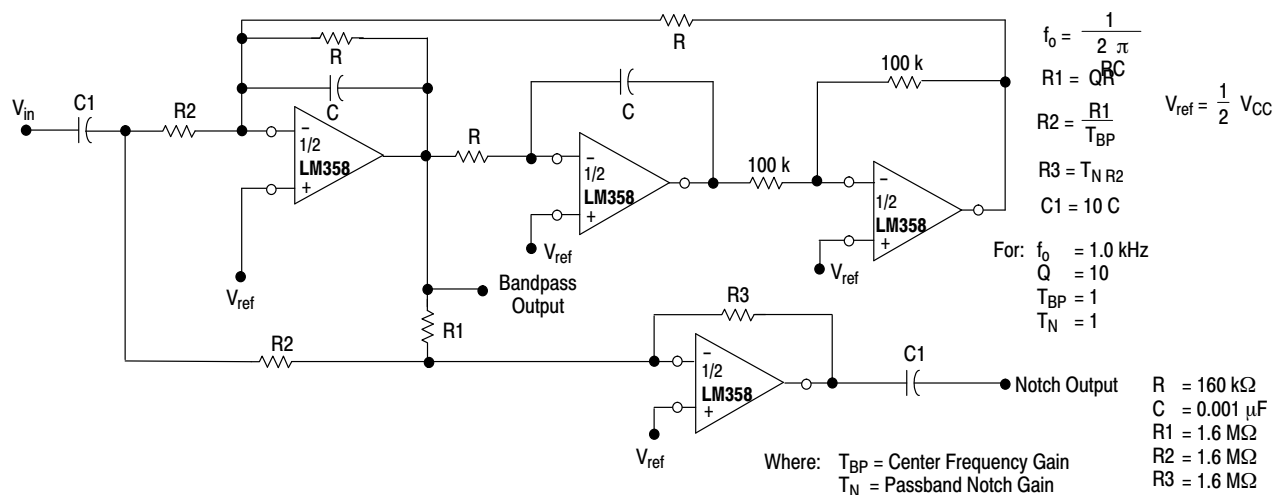 R
R
C
V_in
C1
R2
−
1/2
LM358
+
V_ref
R
C
−
1/2
LM358
+
V_ref
100 k
100 k
−
1/2
LM358
+
V_ref
Bandpass
Output
R1
R2
R3
−
1/2
LM358
+
V_ref
C1
Notch Output
f_o = 1 / 2 π RC
R1 = QR
R2 = R1 / T_BP
R3 = T_N R2
C1 = 10 C
V_ref = 1/2 V_CC
For: f_o = 1.0 kHz
Q = 10
T_BP = 1
T_N = 1
R = 160 kΩ
C = 0.001 μF
R1 = 1.6 MΩ
R2 = 1.6 MΩ
R3 = 1.6 MΩ
Where: T_BP = Center Frequency Gain
T_N = Passband Notch Gain